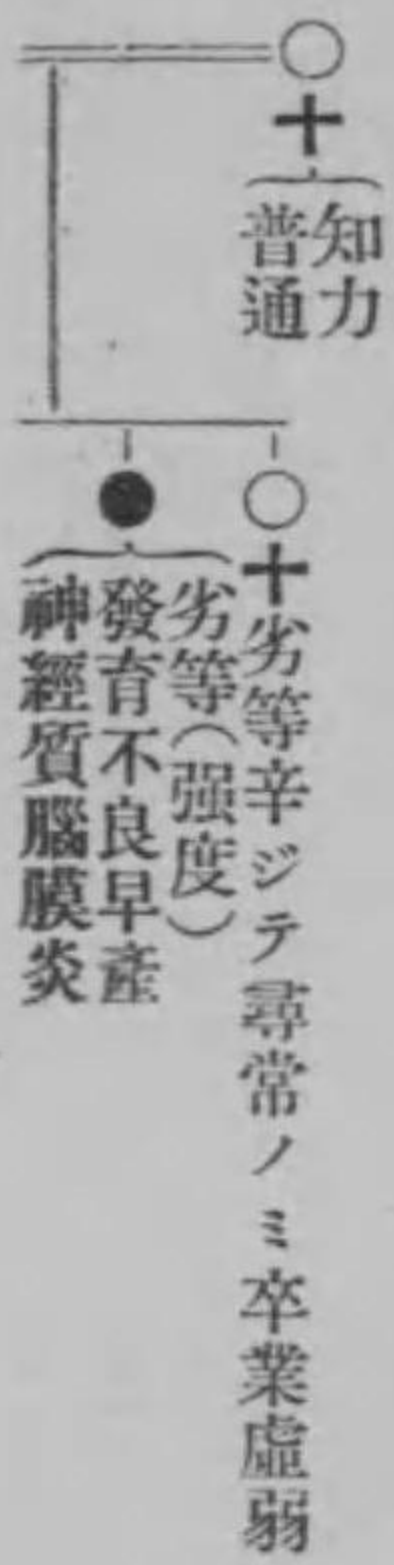 知力
普通
劣等辛ジテ尋常ノミ卒業虛弱
劣等(强度)
發育不良早產
神經質腦膜炎